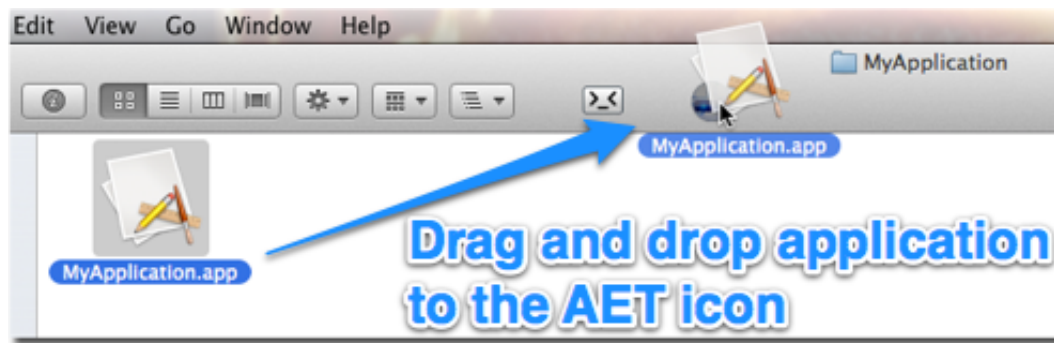 Edit View Go Window Help
MyApplication
>_<
MyApplication.app
MyApplication.app
Drag and drop application
to the AET icon